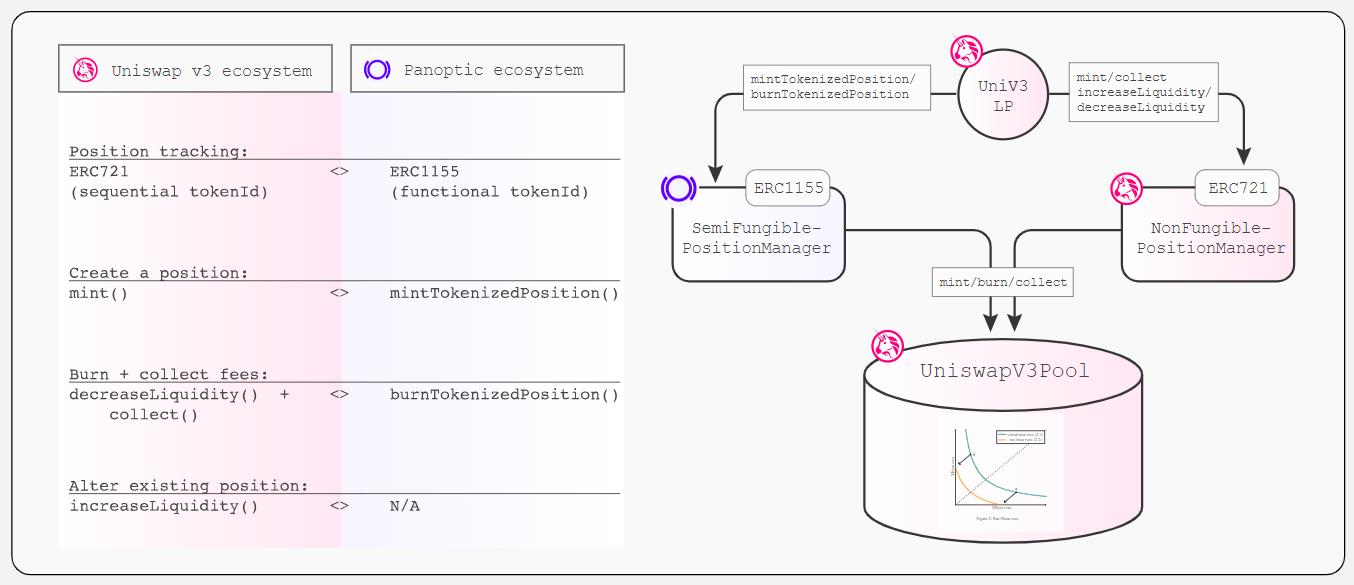 Uniswap v3 ecosystem
Panoptic ecosystem
Position tracking:
ERC721 <> ERC1155
(sequential tokenId) (functional tokenId)
Create a position:
mint() <> mintTokenizedPosition()
Burn + collect fees:
decreaseLiquidity() + <> burnTokenizedPosition()
collect()
Alter existing position:
increaseLiquidity() <> N/A
mintTokenizedPosition/
burnTokenizedPosition
UniV3
LP
mint/collect
increaseLiquidity/
decreaseLiquidity
ERC1155
SemiFungible-
PositionManager
ERC721
NonFungible-
PositionManager
mint/burn/collect
UniswapV3Pool